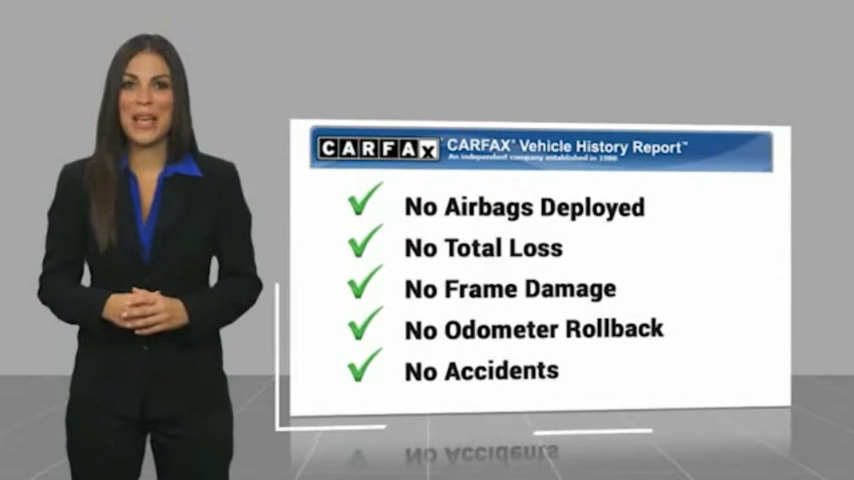 CARFAX CARFAX® Vehicle History Report™
An independent company established in 1986
No Airbags Deployed
No Total Loss
No Frame Damage
No Odometer Rollback
No Accidents
No Accidents